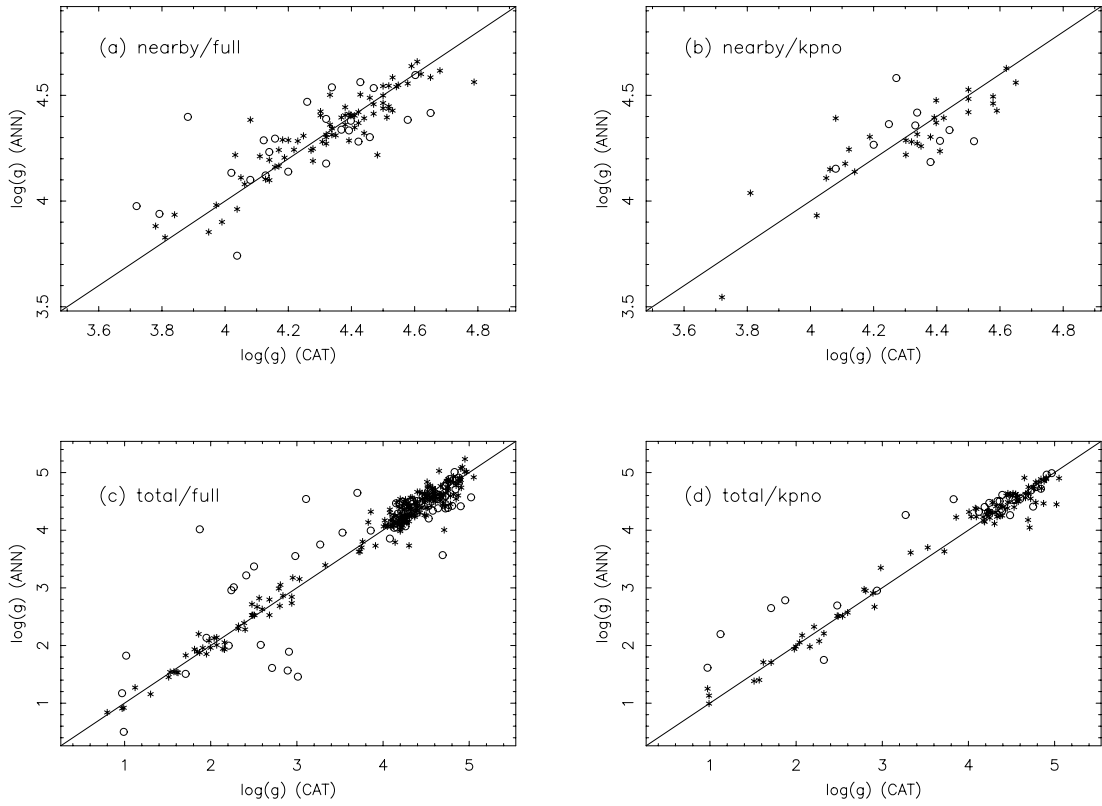 (a) nearby/full
log(g) (ANN)
4.5
4
3.5
3.6 3.8 4 4.2 4.4 4.6 4.8
log(g) (CAT)
(b) nearby/kpno
log(g) (ANN)
4.5
4
3.5
3.6 3.8 4 4.2 4.4 4.6 4.8
log(g) (CAT)
(c) total/full
log(g) (ANN)
5
4
3
2
1
1 2 3 4 5
log(g) (CAT)
(d) total/kpno
log(g) (ANN)
5
4
3
2
1
1 2 3 4 5
log(g) (CAT)